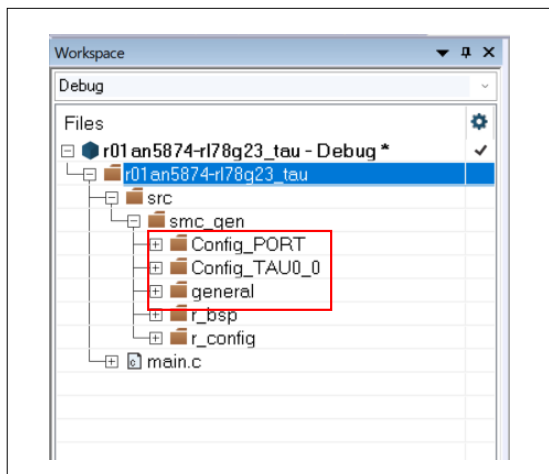 Workspace
Debug
Files
r01an5874-rl78g23_tau - Debug *
r01an5874-rl78g23_tau
src
smc_gen
Config_PORT
Config_TAU0_0
general
r_bsp
r_config
main.c